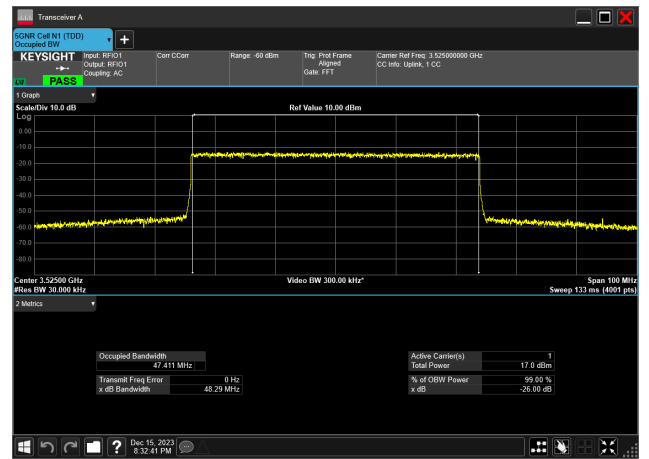 Transceiver A
5GNR Cell N1 (TDD)
Occupied BW
KEYSIGHT
LW PASS
Input: RFIO1
Output: RFIO1
Coupling: AC
Corr CCorr
Range: -60 dBm
Trig: Prot Frame
Aligned
Gate: FFT
Carrier Ref Freq: 3.525000000 GHz
CC Info: Uplink, 1 CC
1 Graph
Scale/Div 10.0 dB
Ref Value 10.00 dBm
Log
0.00
-10.0
-20.0
-30.0
-40.0
-50.0
-60.0
-70.0
-80.0
Center 3.52500 GHz
Video BW 300.00 kHz*
Span 100 MHz
#Res BW 30.000 kHz
Sweep 133 ms (4001 pts)
2 Metrics
Occupied Bandwidth
47.411 MHz
Transmit Freq Error 0 Hz
x dB Bandwidth 48.29 MHz
Active Carrier(s) 1
Total Power 17.0 dBm
% of OBW Power 99.00 %
x dB -26.00 dB
Dec 15, 2023
8:32:41 PM